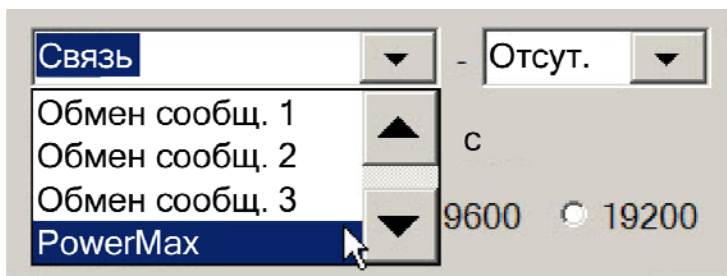 Связь - Отсут.
Обмен сообщ. 1
Обмен сообщ. 2 с
Обмен сообщ. 3
PowerMax 9600 19200